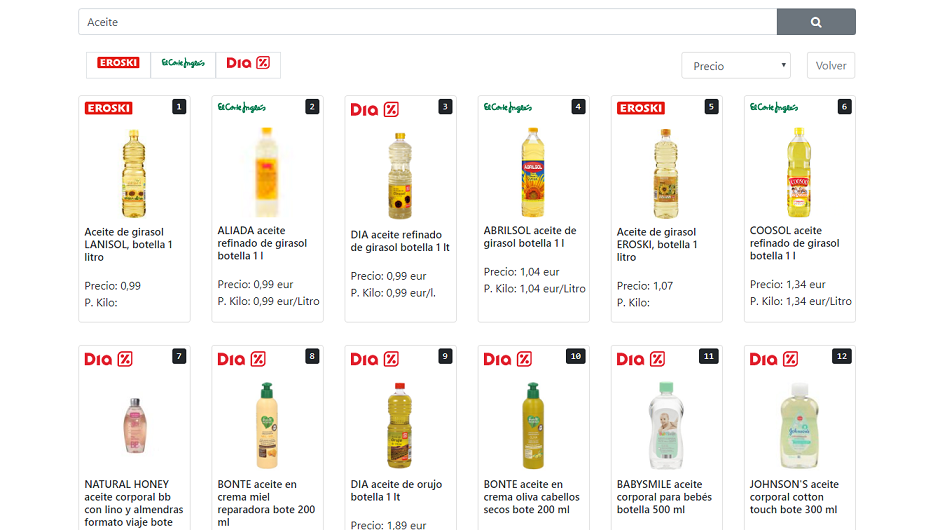 Aceite
EROSKI El Corte Inglés Dia %
Precio
Volver
EROSKI 1
Aceite de girasol
LANISOL, botella 1
litro
Precio: 0,99
P. Kilo:
El Corte Inglés 2
ALIADA aceite
refinado de girasol
botella 1 l
Precio: 0,99 eur
P. Kilo: 0,99 eur/Litro
Dia % 3
DIA aceite refinado
de girasol botella 1 lt
Precio: 0,99 eur
P. Kilo: 0,99 eur/l.
El Corte Inglés 4
ABRILSOL
ABRILSOL aceite de
girasol botella 1 l
Precio: 1,04 eur
P. Kilo: 1,04 eur/Litro
EROSKI 5
Aceite de girasol
EROSKI, botella 1
litro
Precio: 1,07
P. Kilo:
El Corte Inglés 6
COOSOL
COOSOL aceite
refinado de girasol
botella 1 l
Precio: 1,34 eur
P. Kilo: 1,34 eur/Litro
Dia % 7
NATURAL HONEY
aceite corporal bb
con lino y almendras
formato viaje bote
Dia % 8
BONTE aceite en
crema miel
reparadora bote 200
ml
Dia % 9
DIA aceite de orujo
botella 1 lt
Precio: 1,89 eur
Dia % 10
BONTE aceite en
crema oliva cabellos
secos bote 200 ml
Dia % 11
BABYSMILE aceite
corporal para bebés
botella 500 ml
Dia % 12
Johnson's
JOHNSON'S aceite
corporal cotton
touch bote 300 ml